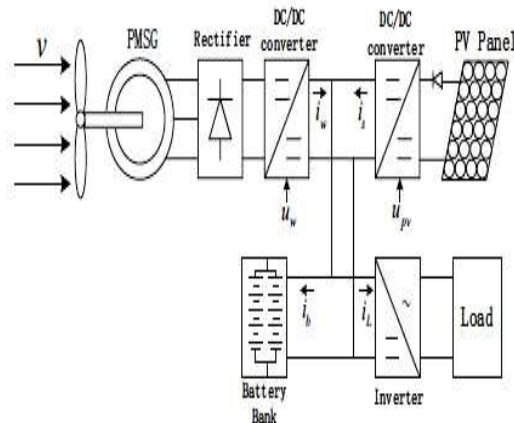 DC/DC
converter
DC/DC
converter
PMSG
Rectifier
PV Panel
v
i_w
i_s
u_w
u_pv
i_b
i_L
~
Load
Battery
Bank
Inverter